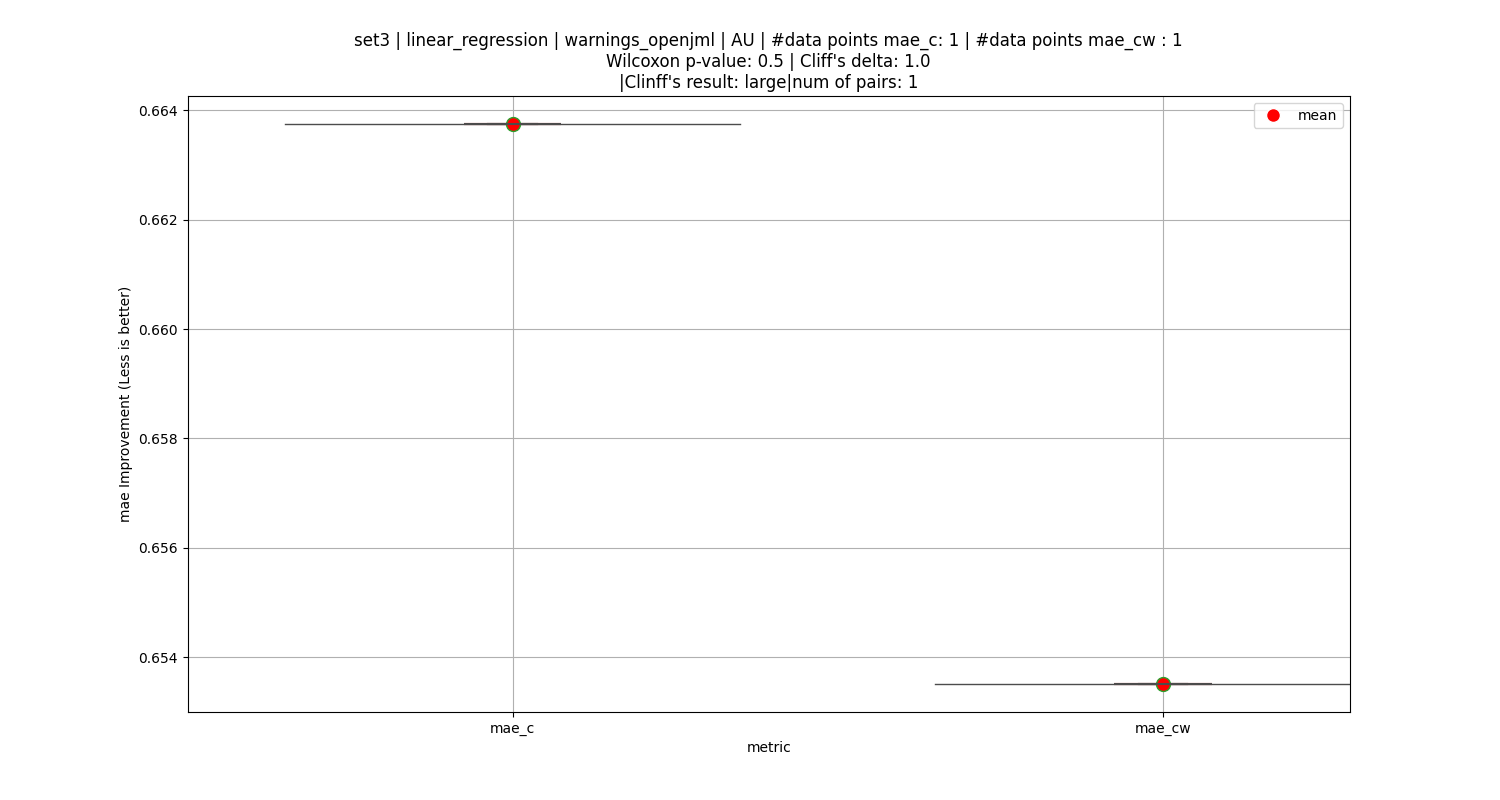 set3 | linear_regression | warnings_openjml | AU | #data points mae_c: 1 | #data points mae_cw : 1
Wilcoxon p-value: 0.5 | Cliff's delta: 1.0
|Clinff's result: large|num of pairs: 1
mean
mae Improvement (Less is better)
0.664
0.662
0.660
0.658
0.656
0.654
mae_c
mae_cw
metric